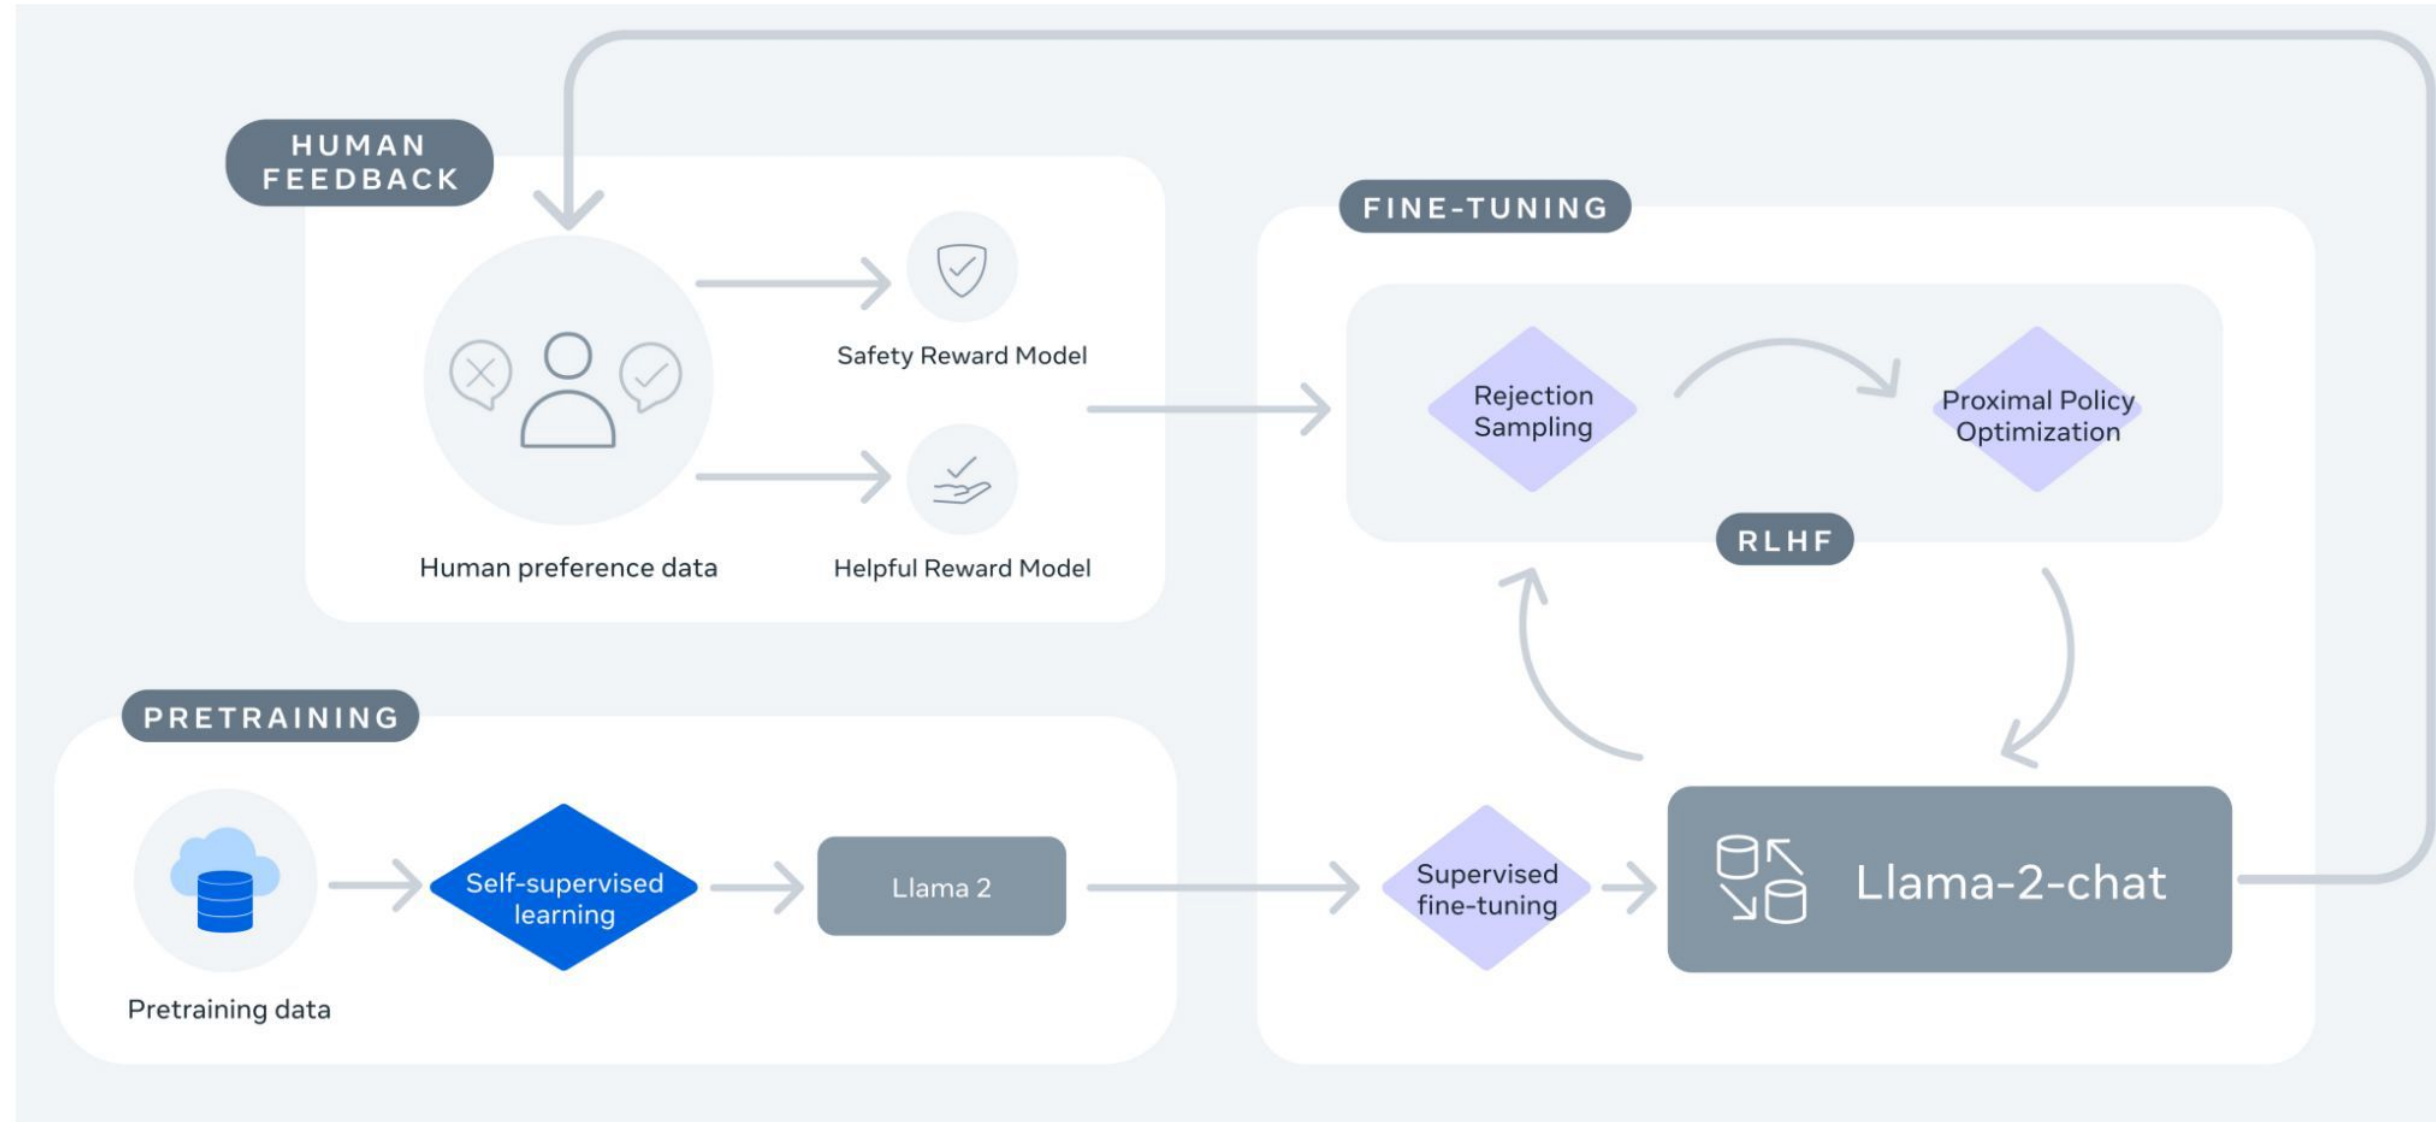 HUMAN
FEEDBACK
Safety Reward Model
Human preference data
Helpful Reward Model
FINE-TUNING
Rejection
Sampling
Proximal Policy
Optimization
RLHF
PRETRAINING
Pretraining data
Self-supervised
learning
Llama 2
Supervised
fine-tuning
Llama-2-chat